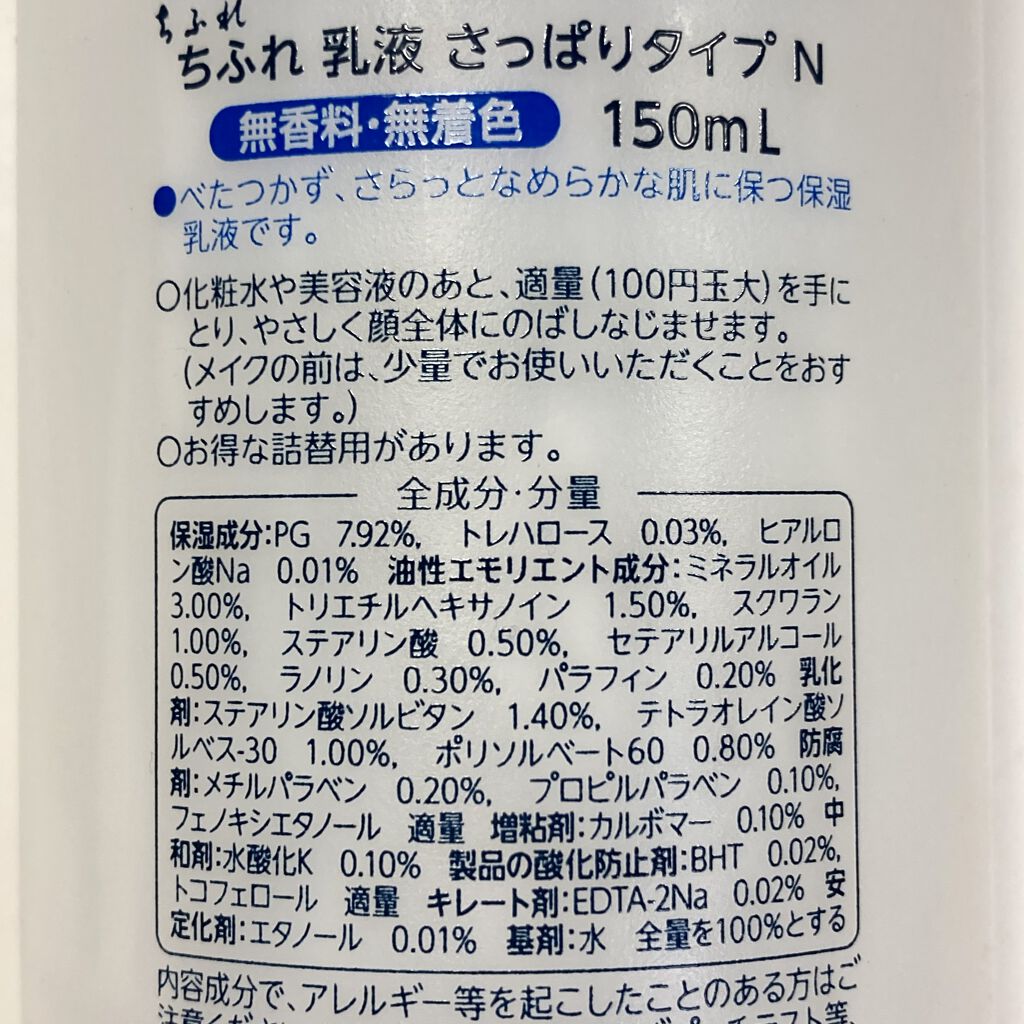 ちふれ
ちふれ 乳液 さっぱりタイプ N
無香料・無着色 150mL
●べたつかず、さらっとなめらかな肌に保つ保湿
乳液です。
○化粧水や美容液のあと、適量(100円玉大)を手に
とり、やさしく顔全体にのばしなじませます。
(メイクの前は、少量でお使いいただくことをおす
すめします。)
○お得な詰替用があります。
全成分・分量
保湿成分:PG 7.92%, トレハロース 0.03%, ヒアルロ
ン酸Na 0.01% 油性エモリエント成分:ミネラルオイル
3.00%, トリエチルヘキサノイン 1.50%, スクワラン
1.00%, ステアリン酸 0.50%, セテアリルアルコール
0.50%, ラノリン 0.30%, パラフィン 0.20% 乳化
剤:ステアリン酸ソルビタン 1.40%, テトラオレイン酸ソ
ルベス-30 1.00%, ポリソルベート60 0.80% 防腐
剤:メチルパラベン 0.20%, プロピルパラベン 0.10%,
フェノキシエタノール 適量 増粘剤:カルボマー 0.10% 中
和剤:水酸化K 0.10% 製品の酸化防止剤:BHT 0.02%,
トコフェロール 適量 キレート剤:EDTA-2Na 0.02% 安
定化剤:エタノール 0.01% 基剤:水 全量を100%とする
内容成分で、アレルギー等を起こしたことのある方はご